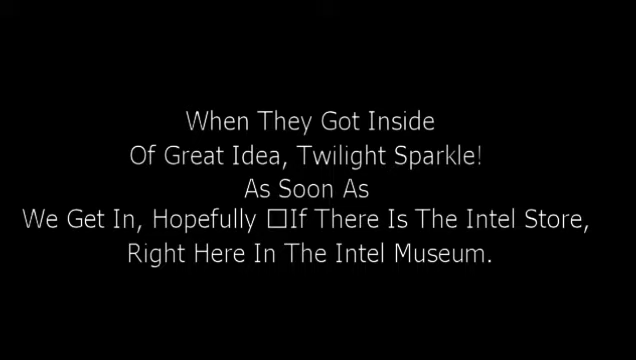 When They Got Inside
Of Great Idea, Twilight Sparkle!
As Soon As
We Get In, Hopefully □If There Is The Intel Store,
Right Here In The Intel Museum.